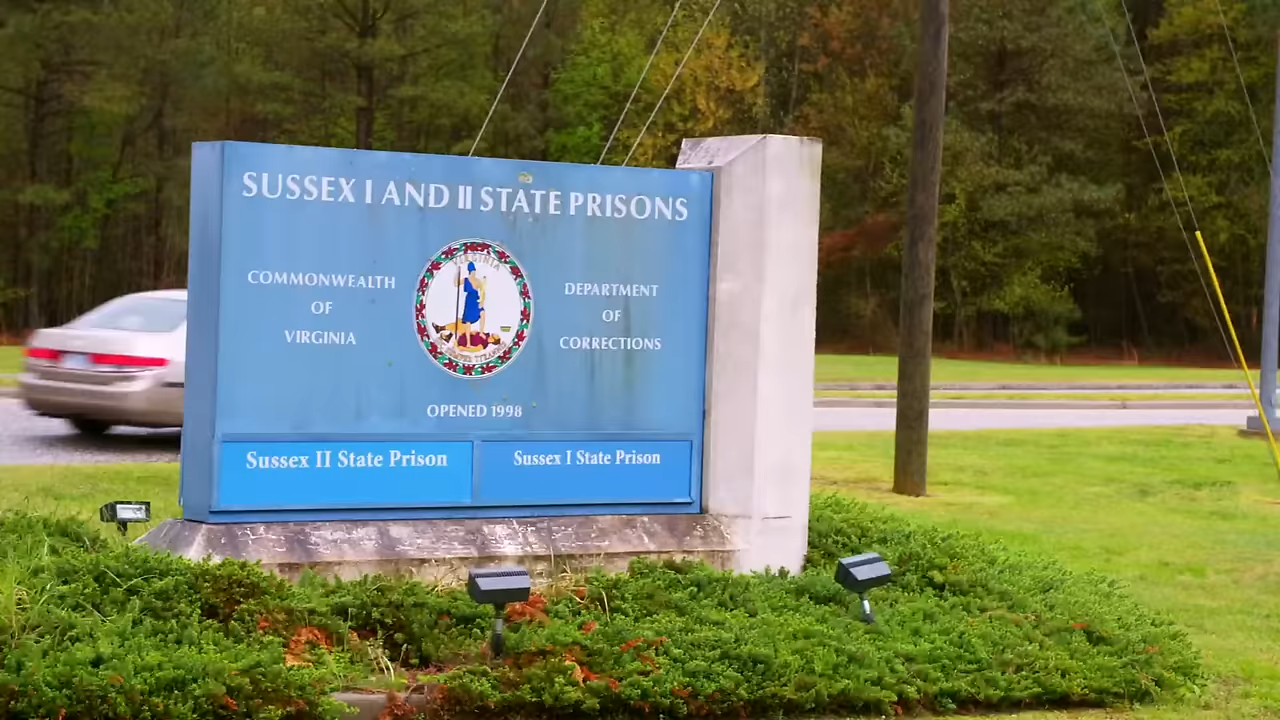 SUSSEX I AND II STATE PRISONS
COMMONWEALTH
OF
VIRGINIA
VIRGINIA
DEPARTMENT
OF
CORRECTIONS
OPENED 1998
Sussex II State Prison
Sussex I State Prison